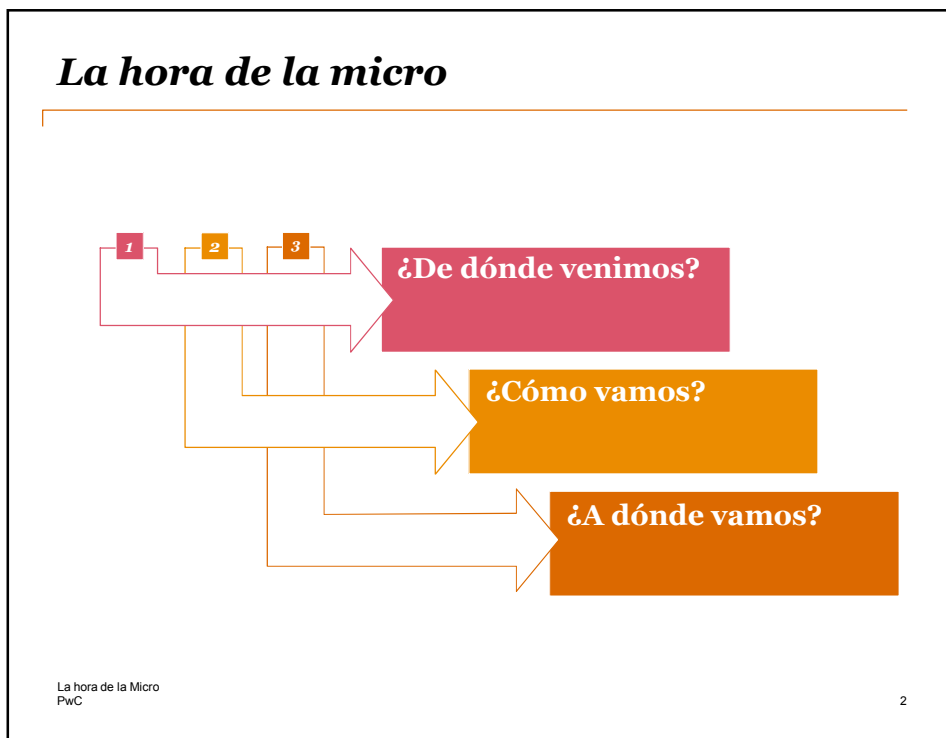 La hora de la micro
1 2 3
¿De dónde venimos?
¿Cómo vamos?
¿A dónde vamos?
La hora de la Micro
PwC
2